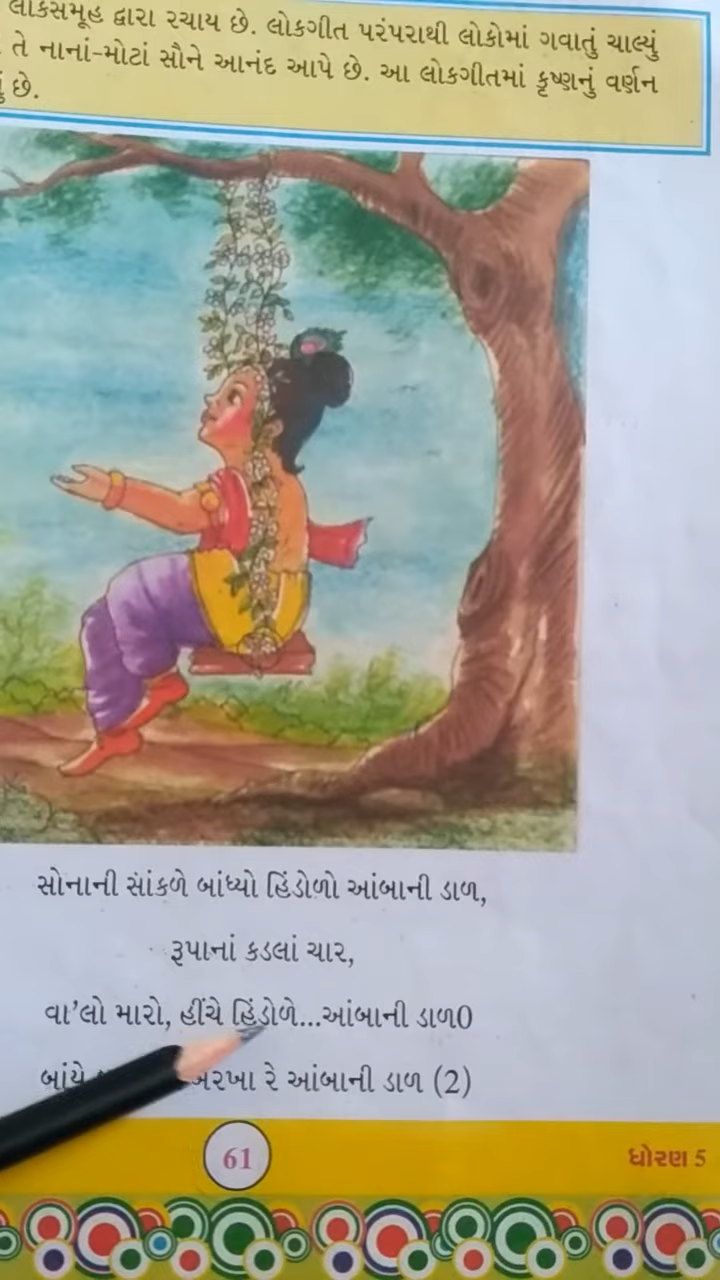 લોકસમૂહ દ્વારા રચાય છે. લોકગીત પરંપરાથી લોકોમાં ગવાતું ચાલ્યું
તે નાનાં-મોટાં સૌને આનંદ આપે છે. આ લોકગીતમાં કૃષ્ણનું વર્ણન
છે.
સોનાની સાંકળે બાંધ્યો હિંડોળો આંબાની ડાળ,
રૂપાનાં કડલાં ચાર,
વા'લો મારો, હીંચે હિંડોળે...આંબાની ડાળ0
બાંયે રે આંબાની ડાળ (2)
61
ધોરણ 5